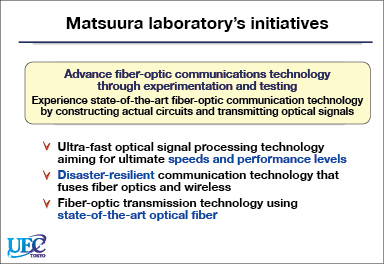 Matsuura laboratory's initiatives
Advance fiber-optic communications technology
through experimentation and testing
Experience state-of-the-art fiber-optic communication technology
by constructing actual circuits and transmitting optical signals
Ultra-fast optical signal processing technology
aiming for ultimate speeds and performance levels
Disaster-resilient communication technology that
fuses fiber optics and wireless
Fiber-optic transmission technology using
state-of-the-art optical fiber
UEC
TOKYO